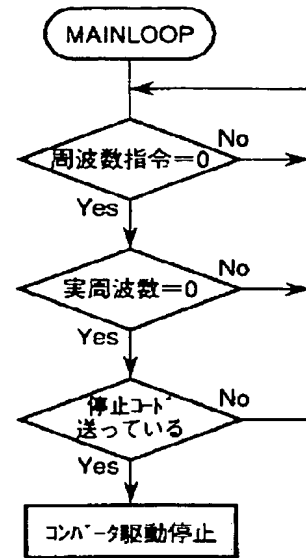 MAINLOOP
周波数指令=0
No
Yes
実周波数=0
No
Yes
停止コード
送っている
No
Yes
コンバータ駆動停止